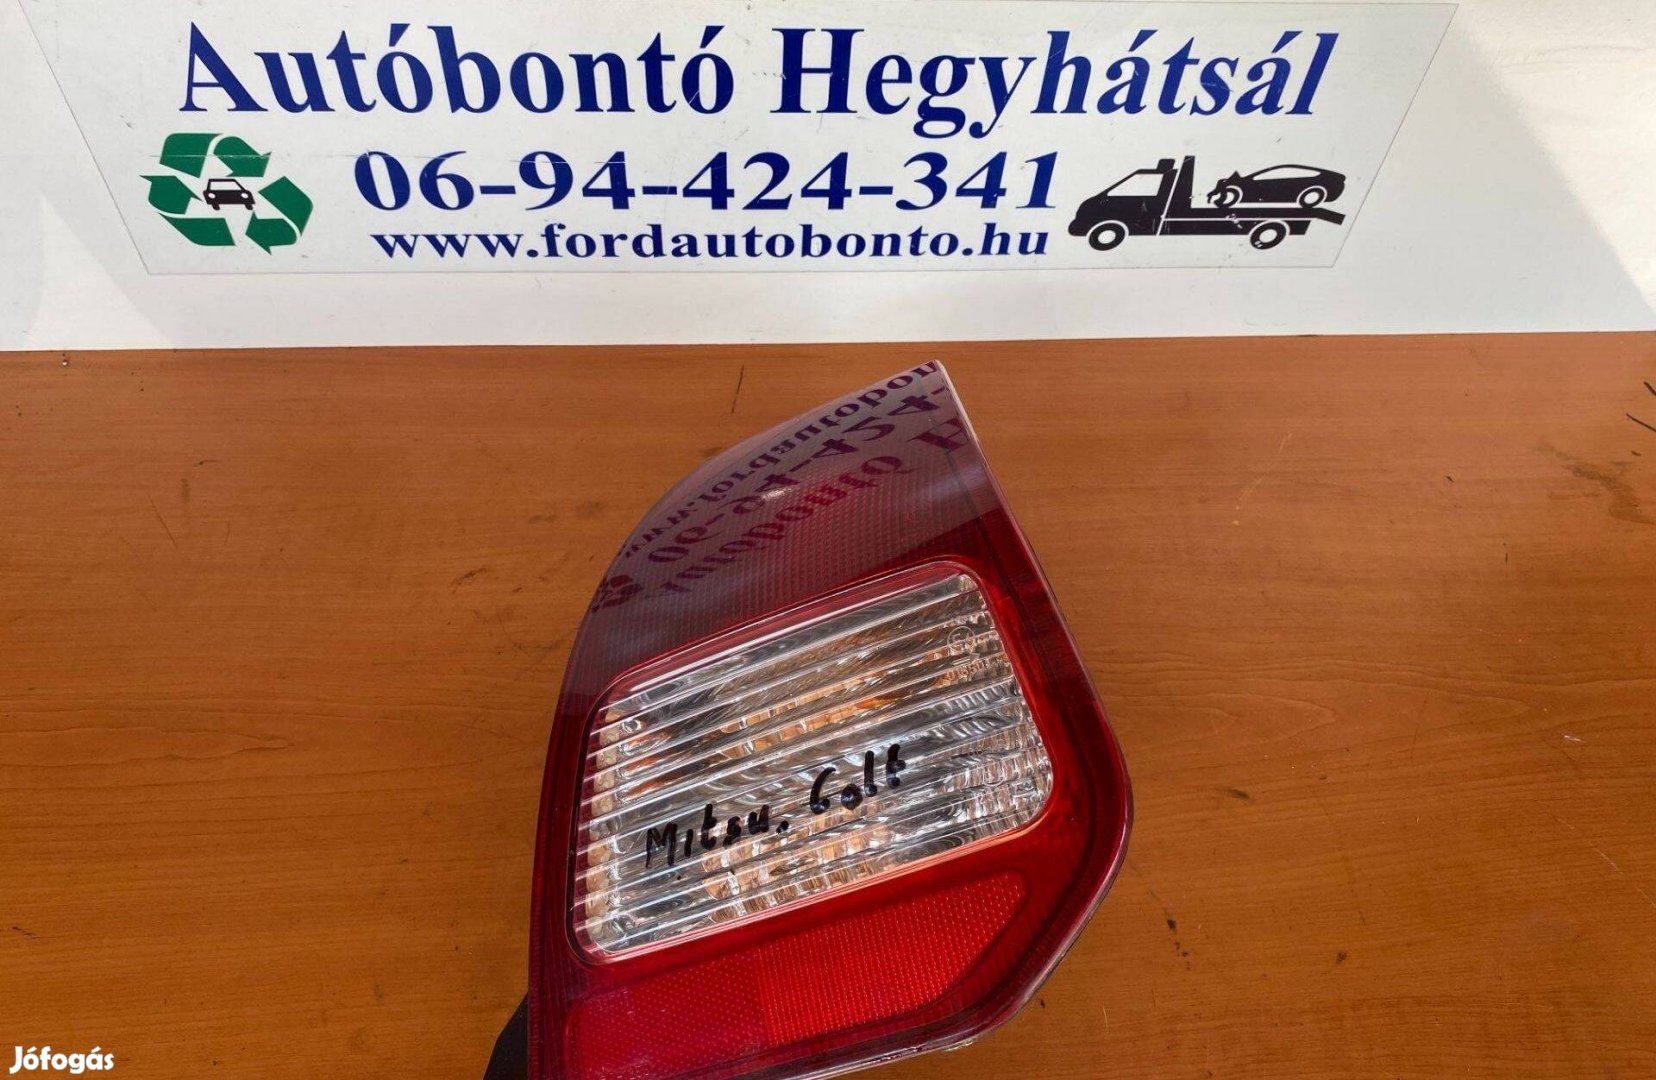 Autóbontó Hegyhátsál
06-94-424-341
www.fordautobonto.hu
Mitsu. Colt
Jófogás